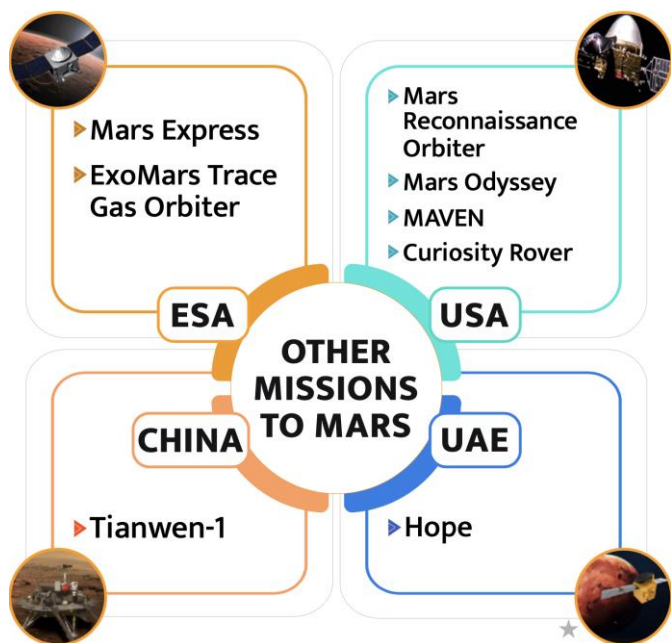 Mars Express
ExoMars Trace
Gas Orbiter
ESA
Mars
Reconnaissance
Orbiter
Mars Odyssey
MAVEN
Curiosity Rover
USA
OTHER
MISSIONS
TO MARS
CHINA
Tianwen-1
UAE
Hope